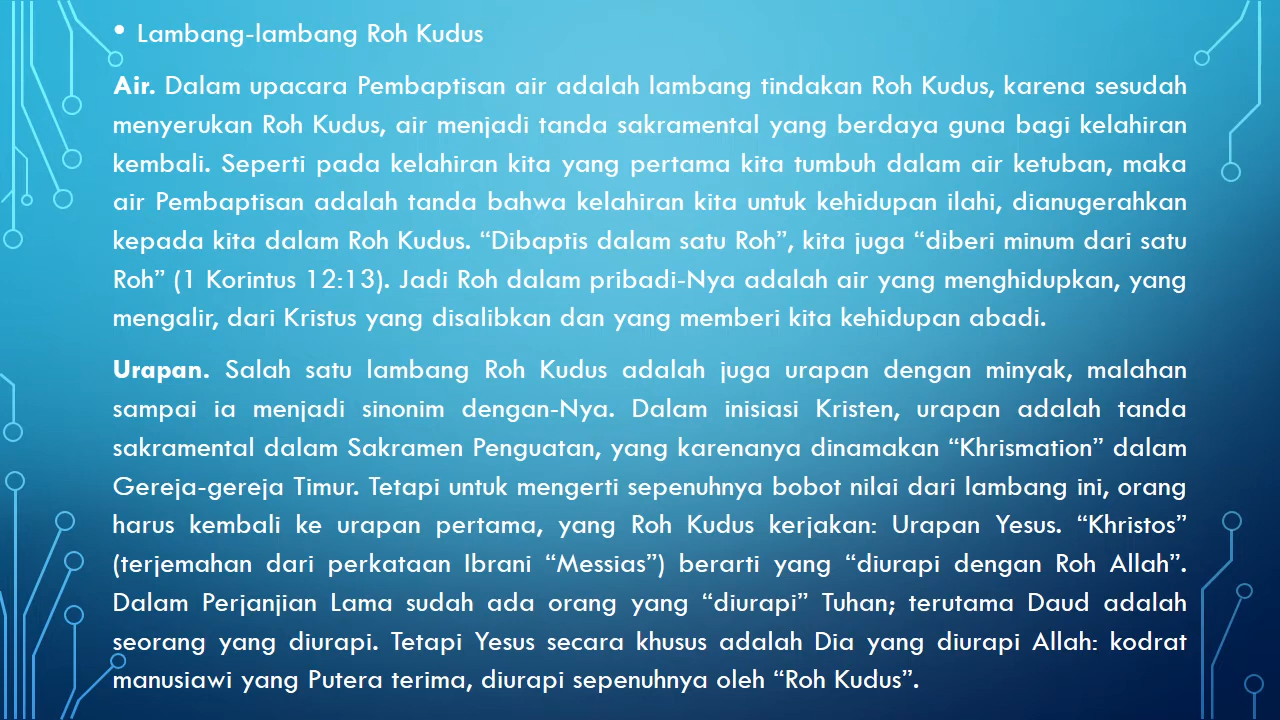 • Lambang-lambang Roh Kudus
Air. Dalam upacara Pembaptisan air adalah lambang tindakan Roh Kudus, karena sesudah
menyerukan Roh Kudus, air menjadi tanda sakramental yang berdaya guna bagi kelahiran
kembali. Seperti pada kelahiran kita yang pertama kita tumbuh dalam air ketuban, maka
air Pembaptisan adalah tanda bahwa kelahiran kita untuk kehidupan ilahi, dianugerahkan
kepada kita dalam Roh Kudus. “Dibaptis dalam satu Roh”, kita juga “diberi minum dari satu
Roh” (1 Korintus 12:13). Jadi Roh dalam pribadi-Nya adalah air yang menghidupkan, yang
mengalir, dari Kristus yang disalibkan dan yang memberi kita kehidupan abadi.
Urapan. Salah satu lambang Roh Kudus adalah juga urapan dengan minyak, malahan
sampai ia menjadi sinonim dengan-Nya. Dalam inisiasi Kristen, urapan adalah tanda
sakramental dalam Sakramen Penguatan, yang karenanya dinamakan “Khrismation” dalam
Gereja-gereja Timur. Tetapi untuk mengerti sepenuhnya bobot nilai dari lambang ini, orang
harus kembali ke urapan pertama, yang Roh Kudus kerjakan: Urapan Yesus. “Khristos”
(terjemahan dari perkataan Ibrani “Messias”) berarti yang “diurapi dengan Roh Allah”.
Dalam Perjanjian Lama sudah ada orang yang “diurapi” Tuhan; terutama Daud adalah
seorang yang diurapi. Tetapi Yesus secara khusus adalah Dia yang diurapi Allah: kodrat
manusiawi yang Putera terima, diurapi sepenuhnya oleh “Roh Kudus”.